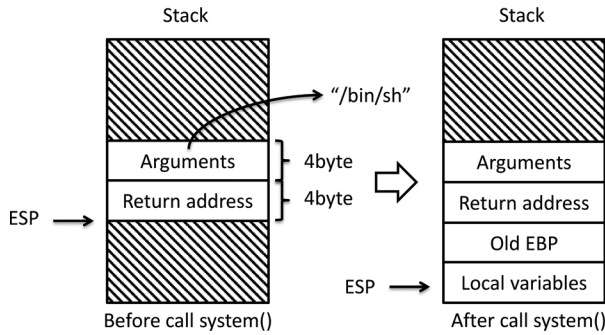 Stack
Stack
“/bin/sh”
Arguments
4byte
Return address
4byte
ESP
Before call system()
Arguments
Return address
Old EBP
ESP
Local variables
After call system()